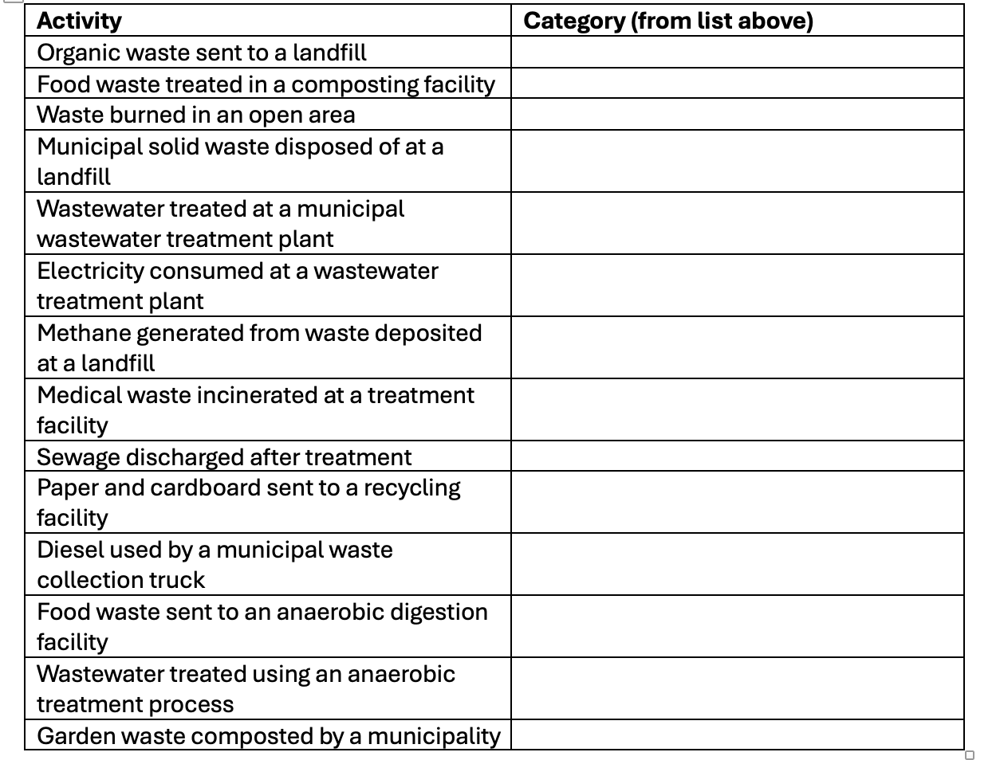 Activity
Category (from list above)
Organic waste sent to a landfill
Food waste treated in a composting facility
Waste burned in an open area
Municipal solid waste disposed of at a
landfill
Wastewater treated at a municipal
wastewater treatment plant
Electricity consumed at a wastewater
treatment plant
Methane generated from waste deposited
at a landfill
Medical waste incinerated at a treatment
facility
Sewage discharged after treatment
Paper and cardboard sent to a recycling
facility
Diesel used by a municipal waste
collection truck
Food waste sent to an anaerobic digestion
facility
Wastewater treated using an anaerobic
treatment process
Garden waste composted by a municipality